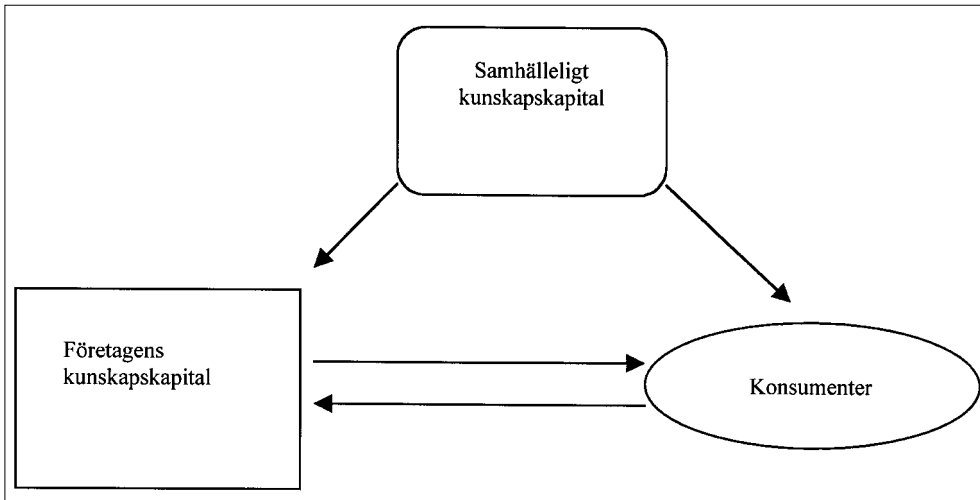 Samhälleligt
kunskapskapital
Företagens
kunskapskapital
Konsumenter